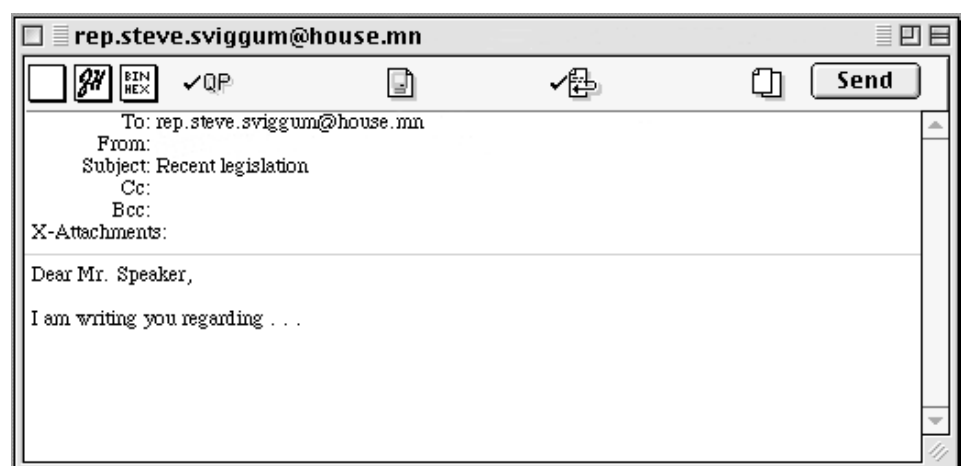 rep.steve.sviggum@house.mn
BIN
HEX
QP
Send
To: rep.steve.sviggum@house.mn
From:
Subject: Recent legislation
Cc:
Bcc:
X-Attachments:
Dear Mr. Speaker,
I am writing you regarding . . .